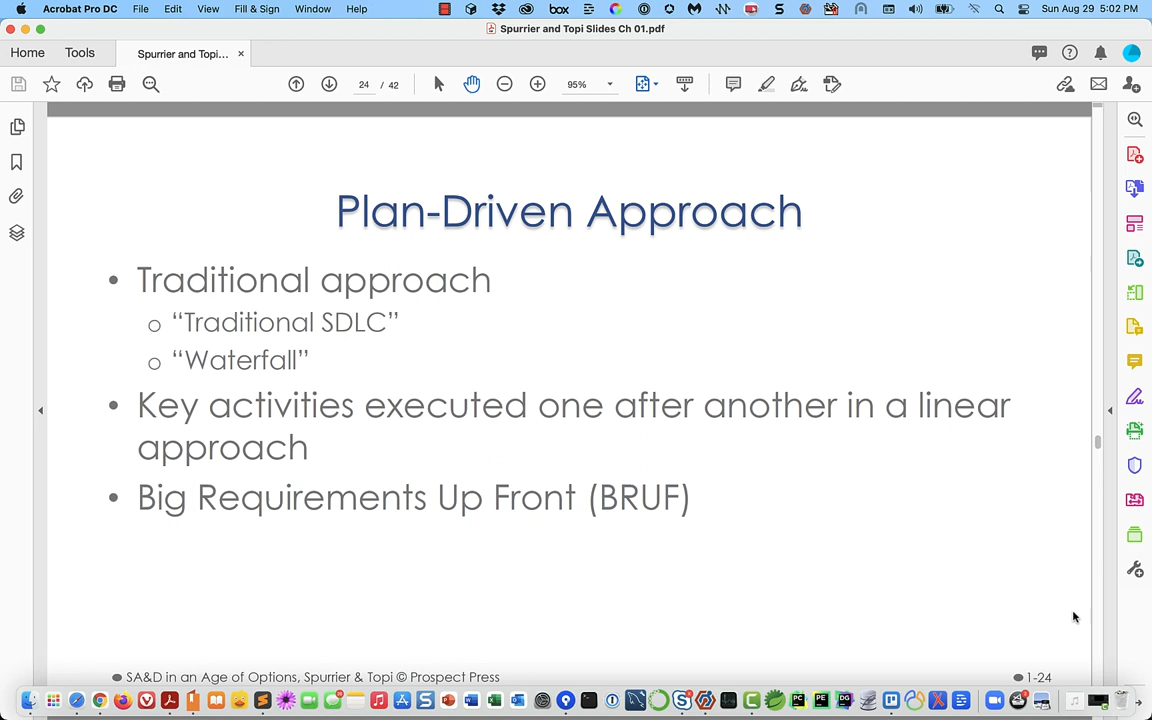 Acrobat Pro DC File Edit View Fill & Sign Window Help box Sun Aug 29 5:02 PM
Spurrier and Topi Slides Ch 01.pdf
Home Tools Spurrier and Topi... ×
24 / 42 95%
Plan-Driven Approach
• Traditional approach
o “Traditional SDLC”
o “Waterfall”
• Key activities executed one after another in a linear
approach
• Big Requirements Up Front (BRUF)
SA&D in an Age of Options, Spurrier & Topi © Prospect Press 1-24